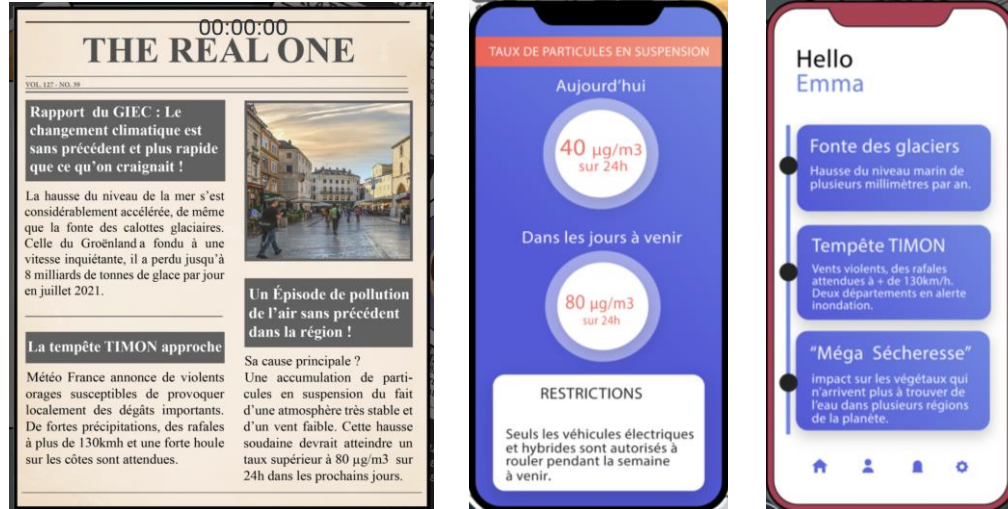 00:00:00
THE REAL ONE
VOL. 127 - NO. 39
Rapport du GIEC : Le
changement climatique est
sans précédent et plus rapide
que ce qu'on craignait !
La hausse du niveau de la mer s'est
considérablement accélérée, de même
que la fonte des calottes glaciaires.
Celle du Groënland a fondu à une
vitesse inquiétante, il a perdu jusqu'à
8 milliards de tonnes de glace par jour
en juillet 2021.
La tempête TIMON approche
Météo France annonce de violents
orages susceptibles de provoquer
localement des dégâts importants.
De fortes précipitations, des rafales
à plus de 130kmh et une forte houle
sur les côtes sont attendues.
Un Épisode de pollution
de l'air sans précédent
dans la région !
Sa cause principale ?
Une accumulation de parti-
cules en suspension du fait
d'une atmosphère très stable et
d'un vent faible. Cette hausse
soudaine devrait atteindre un
taux supérieur à 80 µg/m3 sur
24h dans les prochains jours.
TAUX DE PARTICULES EN SUSPENSION
Aujourd'hui
40 µg/m3
sur 24h
Dans les jours à venir
80 µg/m3
sur 24h
RESTRICTIONS
Seuls les véhicules électriques
et hybrides sont autorisés à
rouler pendant la semaine
à venir.
Hello
Emma
Fonte des glaciers
Hausse du niveau marin de
plusieurs millimètres par an.
Tempête TIMON
Vents violents, des rafales
attendues à + de 130km/h.
Deux départements en alerte
inondation.
“Méga Sécheresse”
impact sur les végétaux qui
n'arrivent plus à trouver de
l'eau dans plusieurs régions
de la planète.